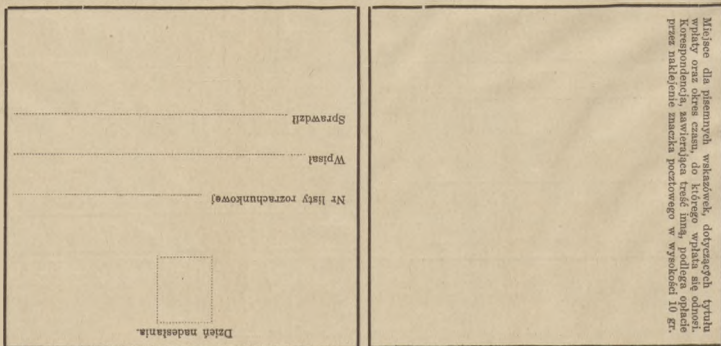 Dzień nadesłania.
Nr listy rozrachunkowej
Wpisał
Sprawdził
Miejsce dla pisemnych wskazówek, dotyczących tytułu
wpłaty oraz okres czasu, do którego wpłata się odnosi.
Korespondencja, zawierająca treść inną, podlega opłacie
przez naklejenie znaczka pocztowego w wysokości 10 gr.